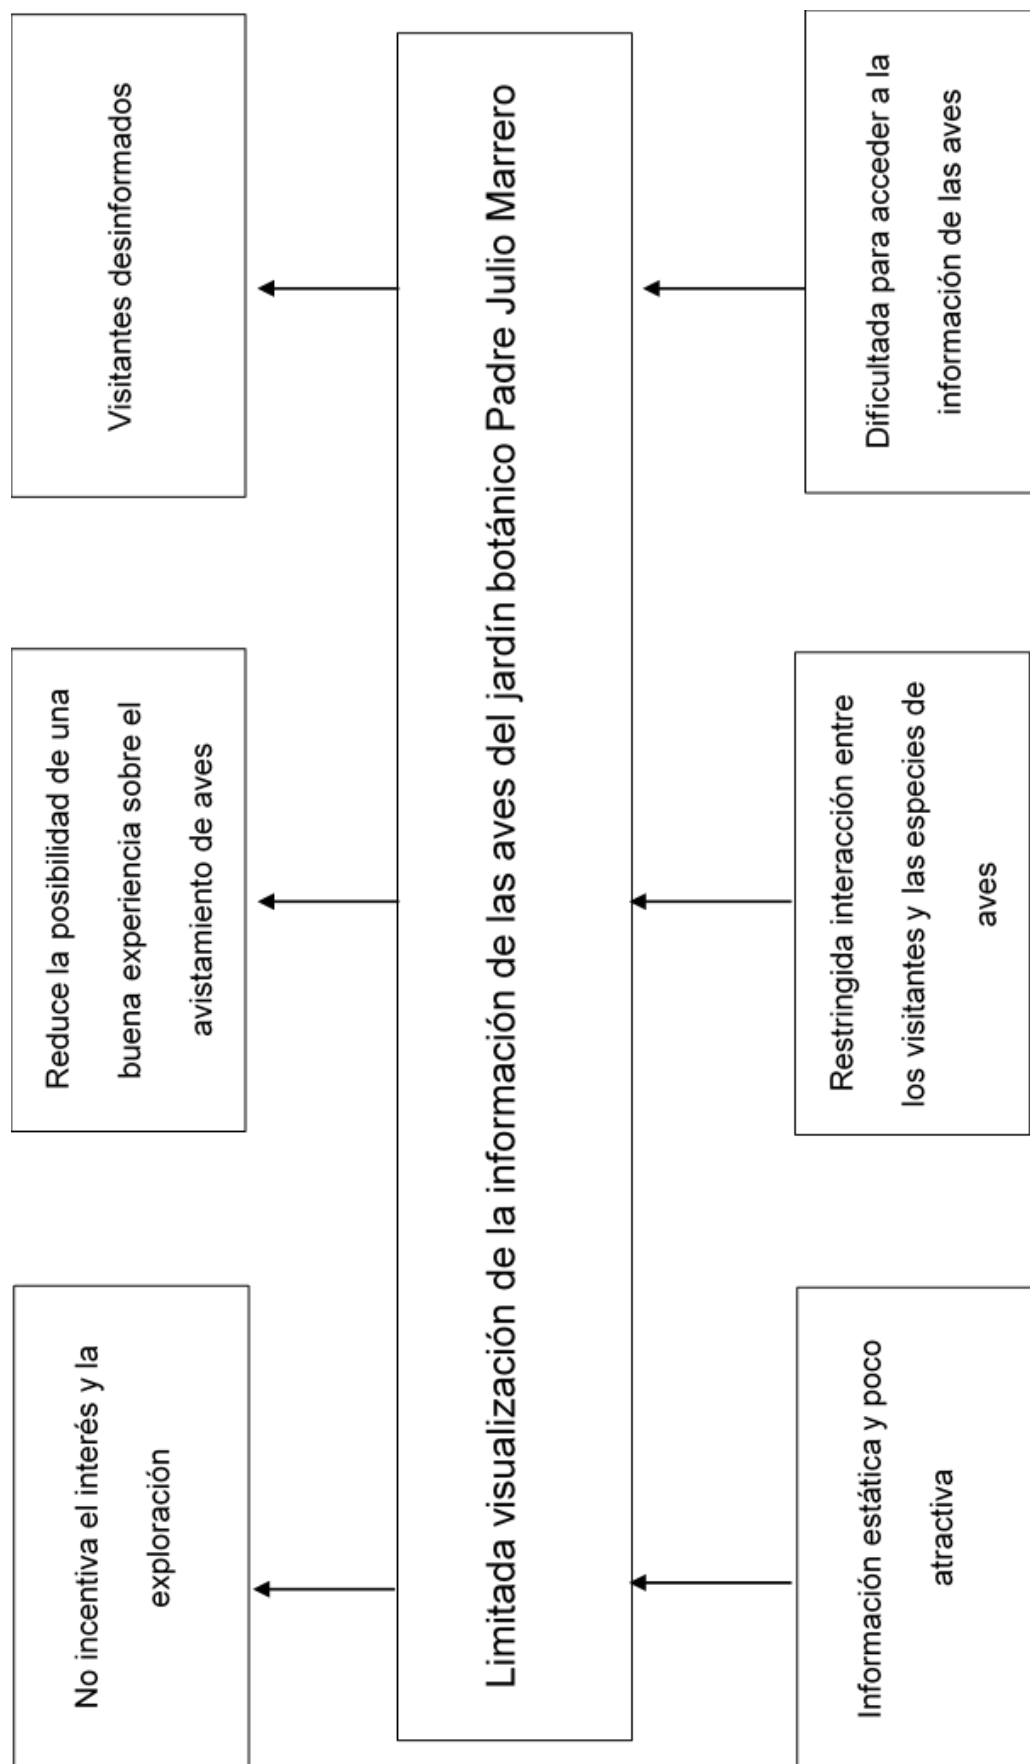 No incentiva el interés y la
exploración
Reduce la posibilidad de una
buena experiencia sobre el
avistamiento de aves
Visitantes desinformados
Limitada visualización de la información de las aves del jardín botánico Padre Julio Marrero
Información estática y poco
atractiva
Restringida interacción entre
los visitantes y las especies de
aves
Dificultada para acceder a la
información de las aves